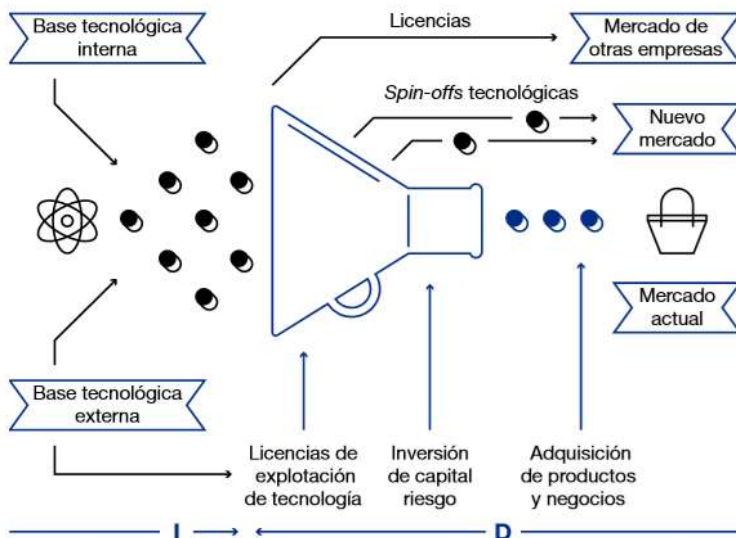 Base tecnológica
interna
Licencias
Mercado de
otras empresas
Spin-offs tecnológicas
Nuevo
mercado
Mercado
actual
Base tecnológica
externa
Licencias de
explotación
de tecnología
Inversión
de capital
riesgo
Adquisición
de productos
y negocios
I
D